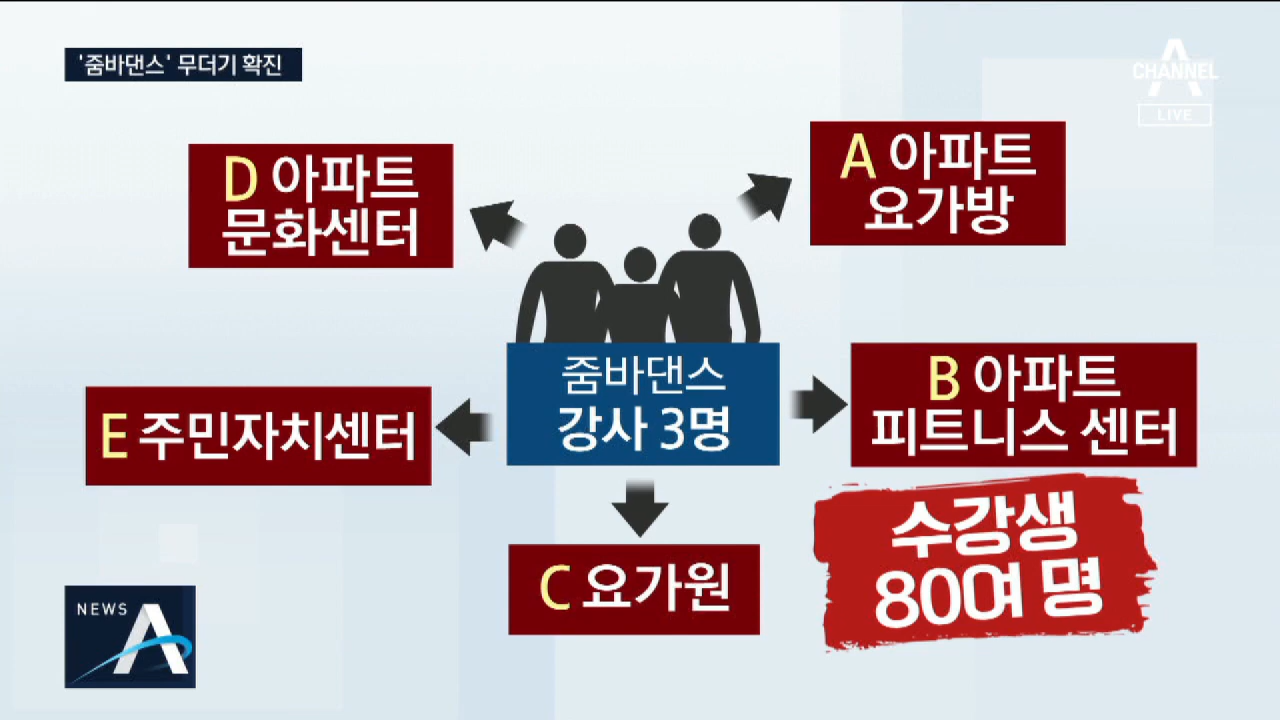 '줌바댄스' 무더기 확진
CHANNEL A
LIVE
D 아파트
문화센터
A 아파트
요가방
줌바댄스
강사 3명
E 주민자치센터
B 아파트
피트니스 센터
C 요가원
수강생
80여 명
NEWS A